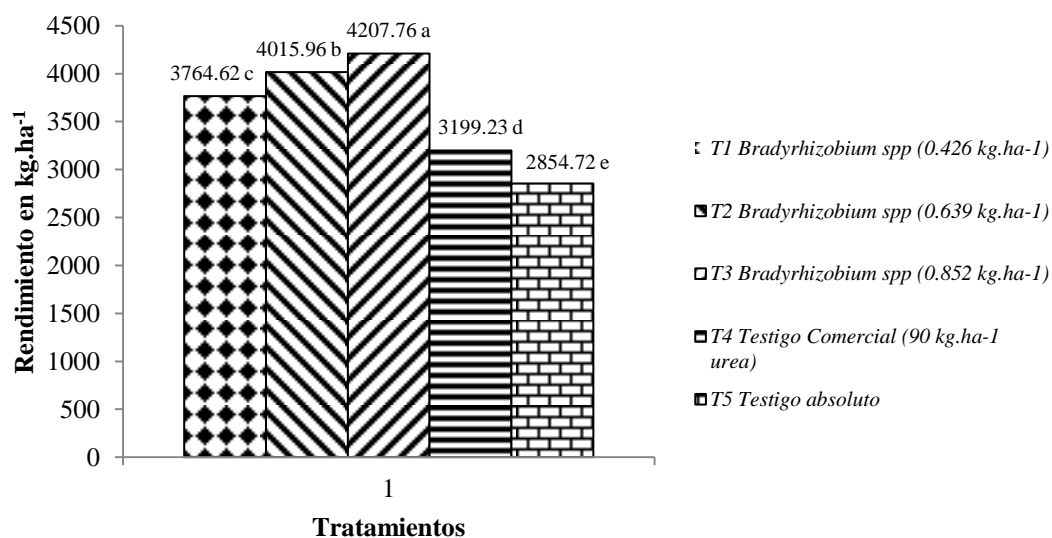 4500
4000
3500
3000
2500
2000
1500
1000
500
0
Rendimiento en kg.ha-1
3764.62 c
4015.96 b
4207.76 a
3199.23 d
2854.72 e
1
Tratamientos
T1 Bradyrhizobium spp (0.426 kg.ha-1)
T2 Bradyrhizobium spp (0.639 kg.ha-1)
T3 Bradyrhizobium spp (0.852 kg.ha-1)
T4 Testigo Comercial (90 kg.ha-1
urea)
T5 Testigo absoluto